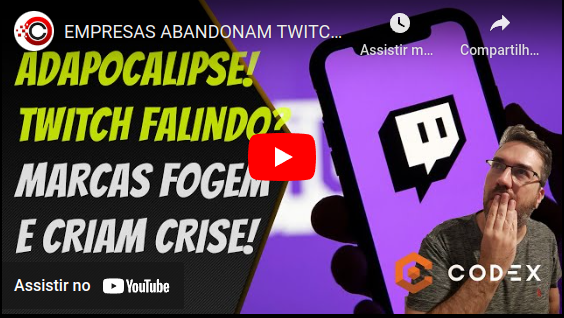 EMPRESAS ABANDONAM TWITC...
Assistir m...
Compartilh...
ADAPOCALIPSE!
TWITCH FALINDO?
MARCAS FOGEM
E CRIAM CRISE!
CODEX
Assistir no YouTube